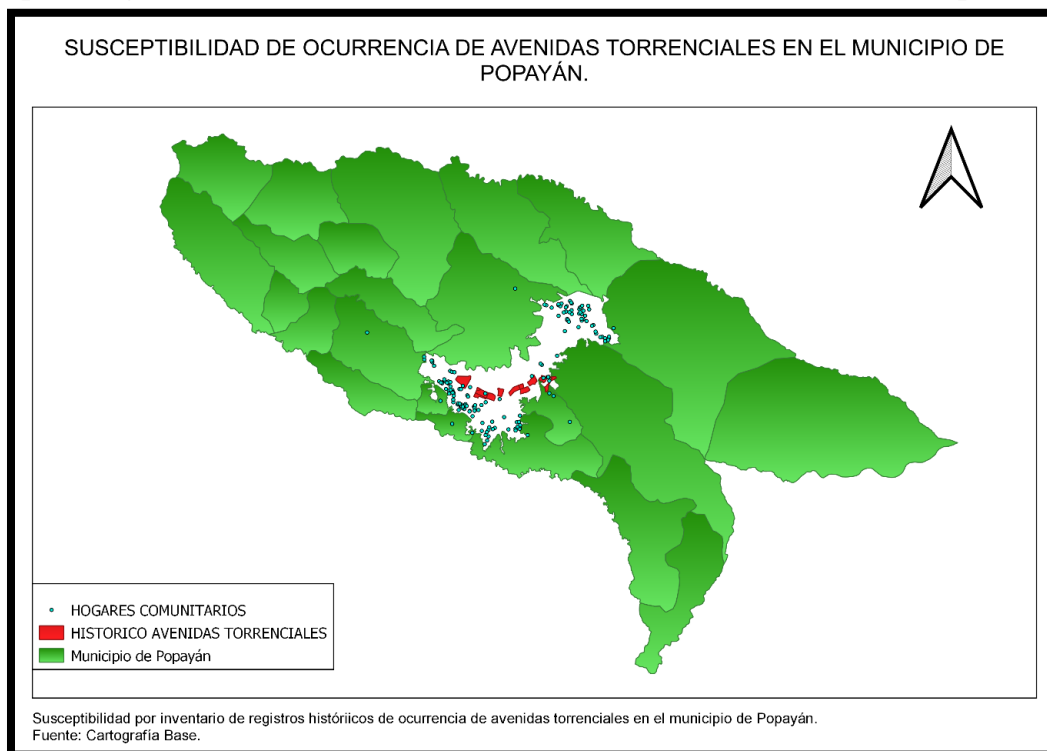 SUSCEPTIBILIDAD DE OCURRENCIA DE AVENIDAS TORRENCIALES EN EL MUNICIPIO DE
POPAYÁN.
HOGARES COMUNITARIOS
HISTORICO AVENIDAS TORRENCIALES
Municipio de Popayán
Susceptibilidad por inventario de registros históriicos de ocurrencia de avenidas torrenciales en el municipio de Popayán.
Fuente: Cartografía Base.